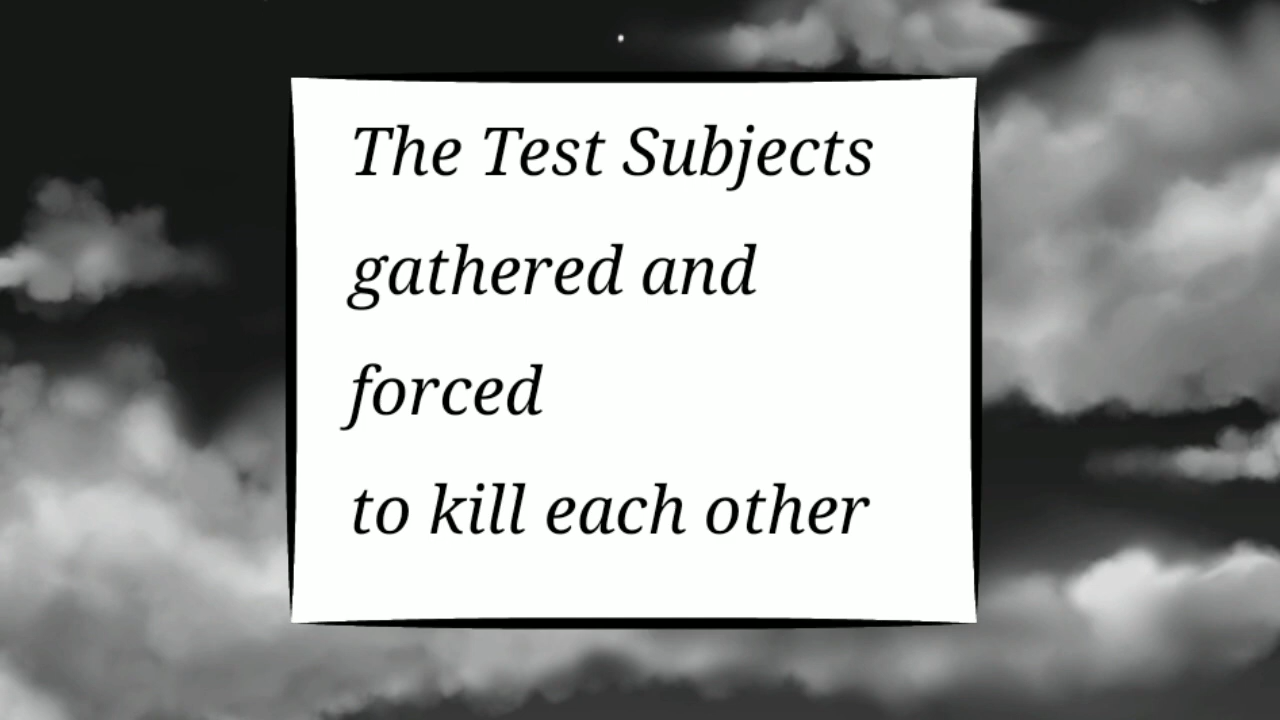 The Test Subjects
gathered and
forced
to kill each other